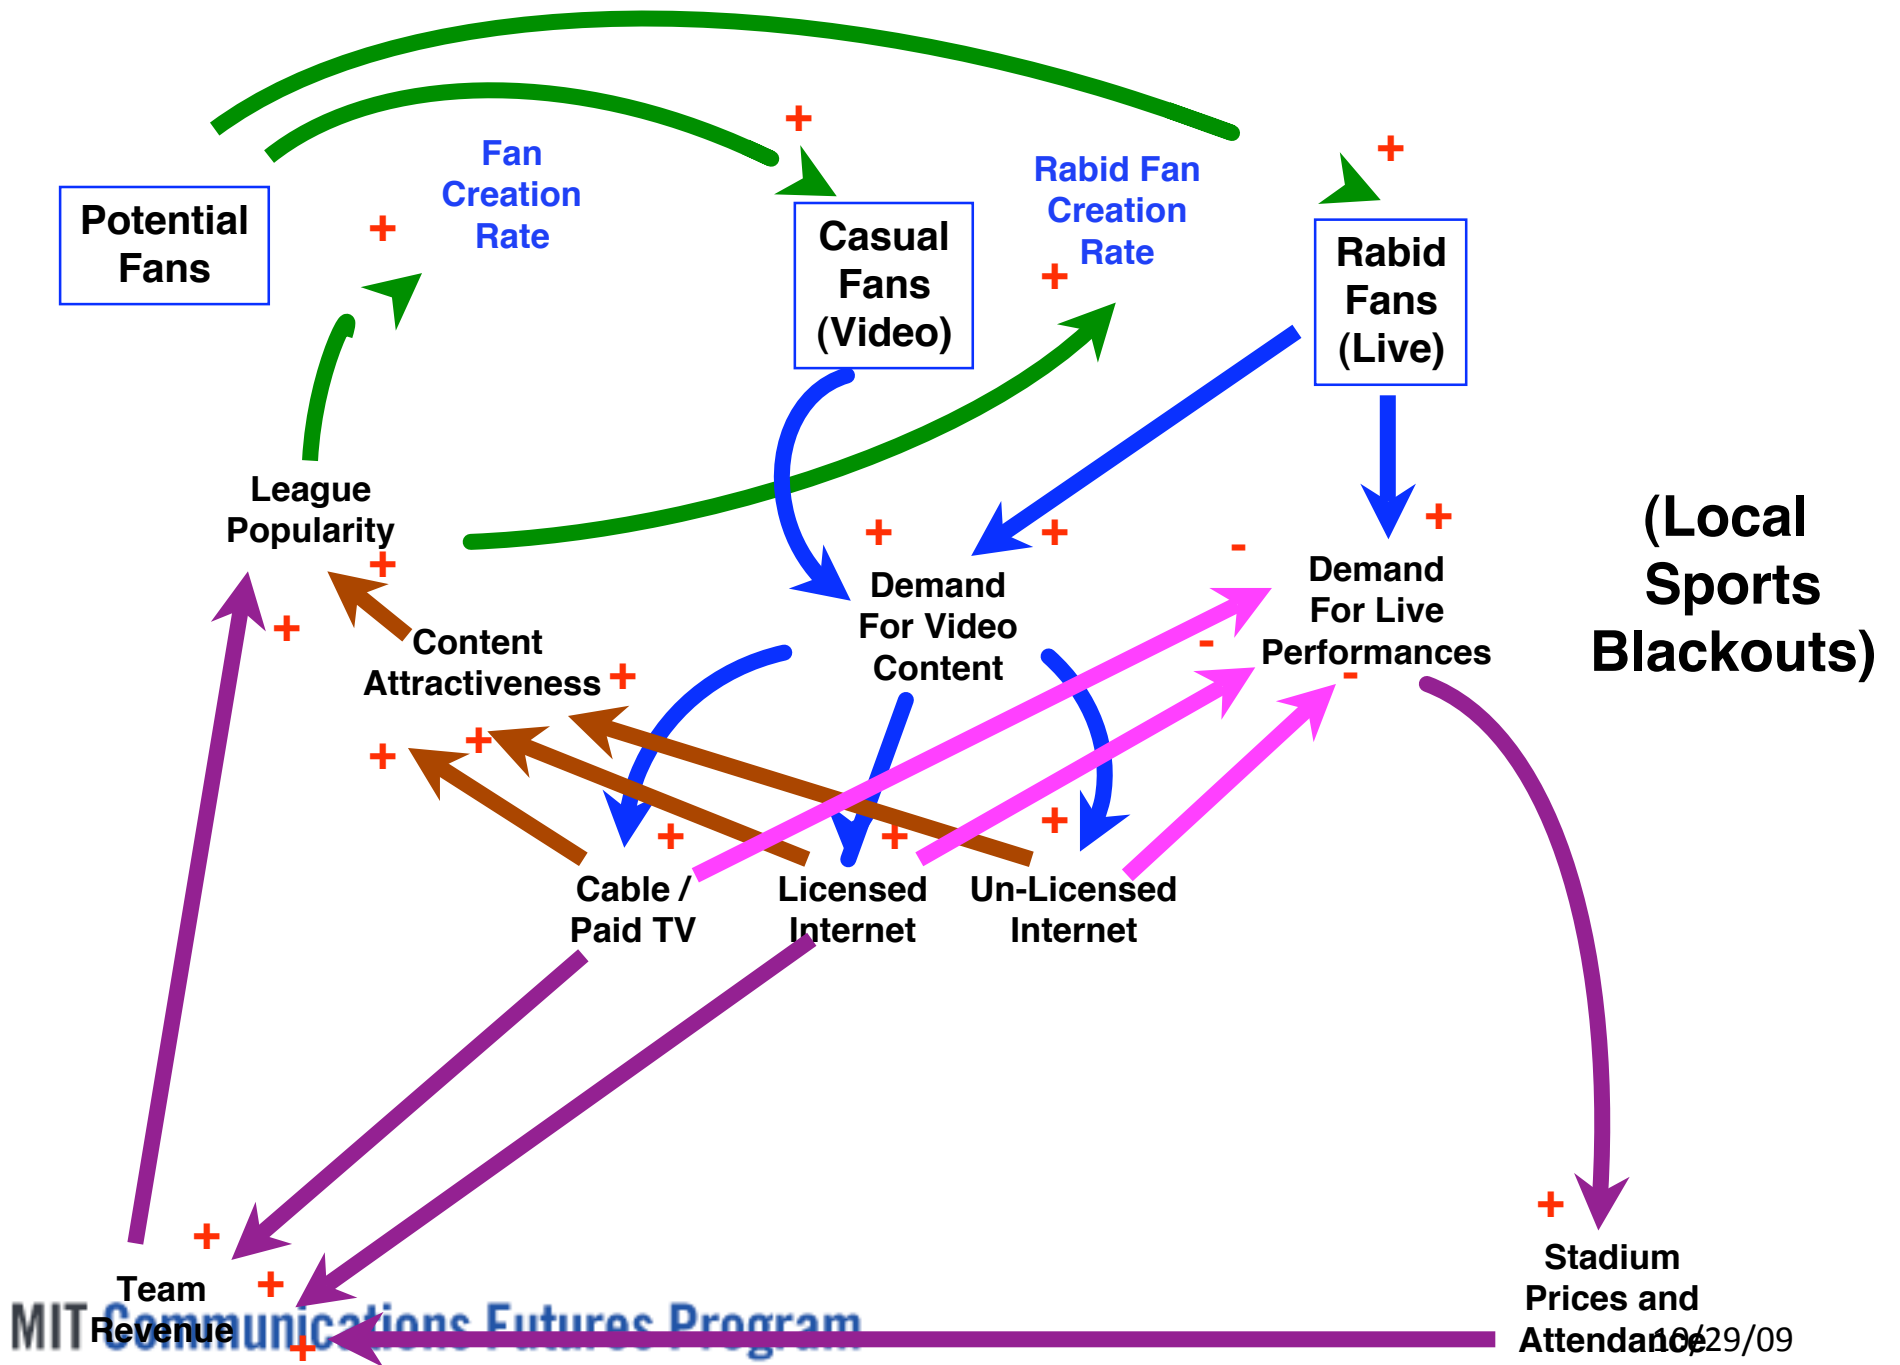 +
+
Fan
Creation
Rate
Rabid Fan
Creation
Rate
Potential
Fans
+
Casual
Fans
(Video)
+
Rabid
Fans
(Live)
League
Popularity
+
+
+
+
+
-
Demand
For Video
Content
Demand
For Live
Performances
-
-
(Local
Sports
Blackouts)
Content
Attractiveness
+
+
+
+
+
+
Cable /
Paid TV
Licensed
Internet
Un-Licensed
Internet
+
+
Stadium
Prices and
Attendance
Team
Revenue
+
+
MIT Communications Futures Program
10/29/09